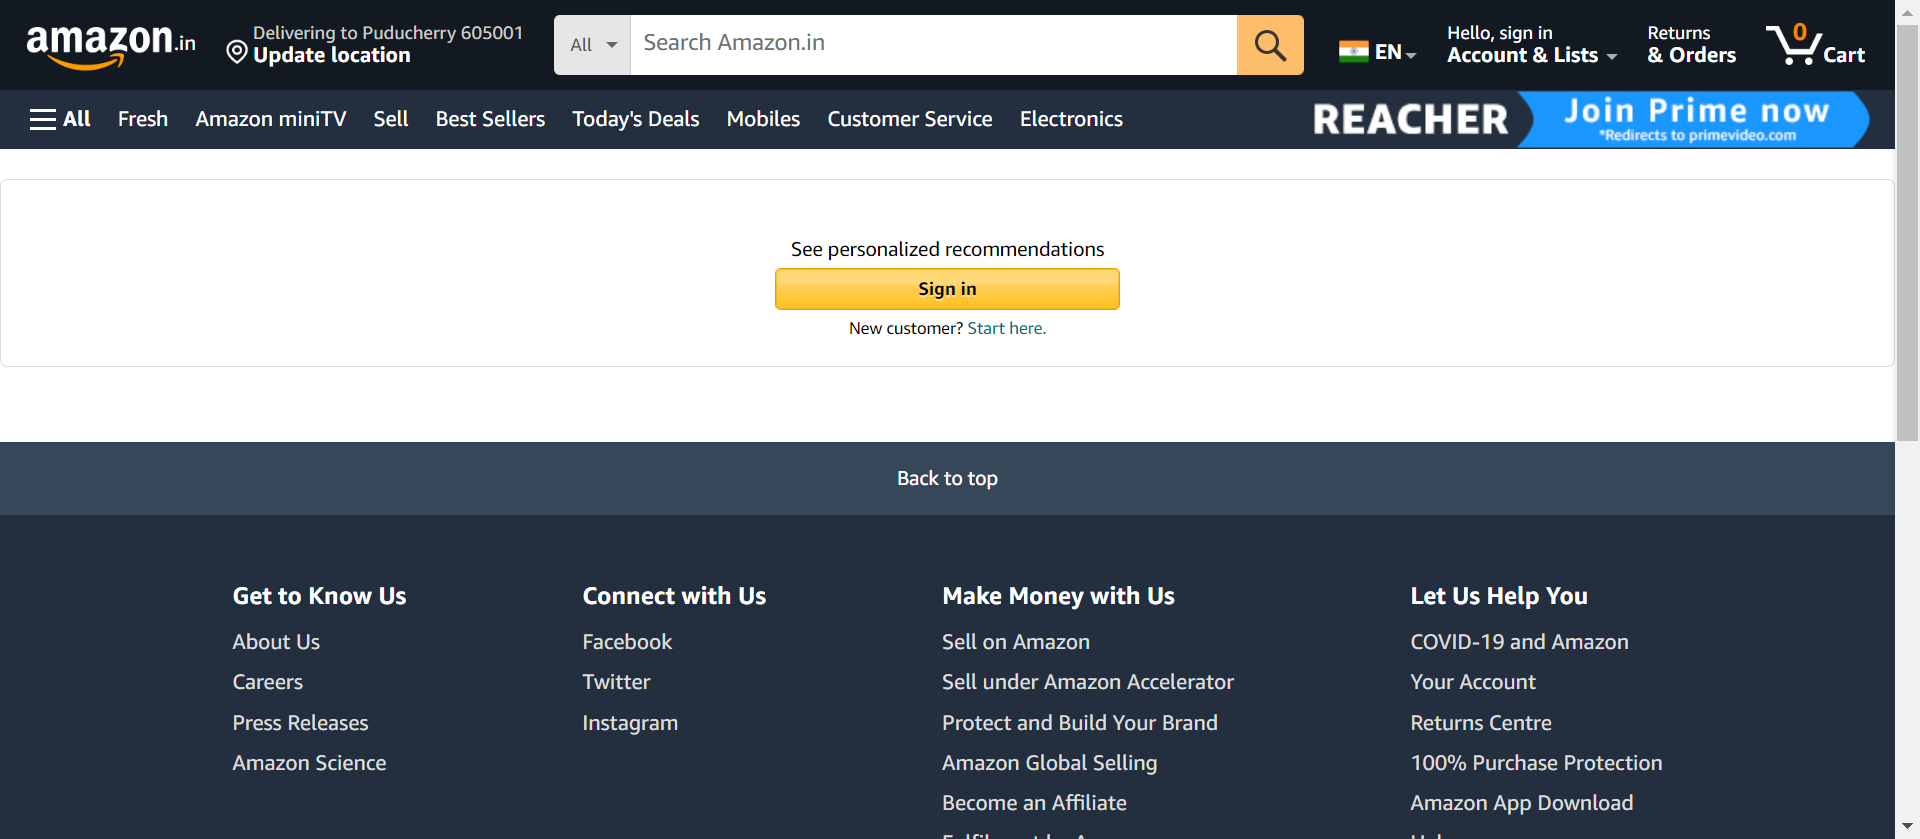 amazon.in
Delivering to Puducherry 605001
Update location
All
Search Amazon.in
EN
Hello, sign in
Account & Lists
Returns
& Orders
0
Cart
All
Fresh
Amazon miniTV
Sell
Best Sellers
Today's Deals
Mobiles
Customer Service
Electronics
REACHER
Join Prime now
*Redirects to primevideo.com
See personalized recommendations
Sign in
New customer? Start here.
Back to top
Get to Know Us
About Us
Careers
Press Releases
Amazon Science
Connect with Us
Facebook
Twitter
Instagram
Make Money with Us
Sell on Amazon
Sell under Amazon Accelerator
Protect and Build Your Brand
Amazon Global Selling
Become an Affiliate
Let Us Help You
COVID-19 and Amazon
Your Account
Returns Centre
100% Purchase Protection
Amazon App Download